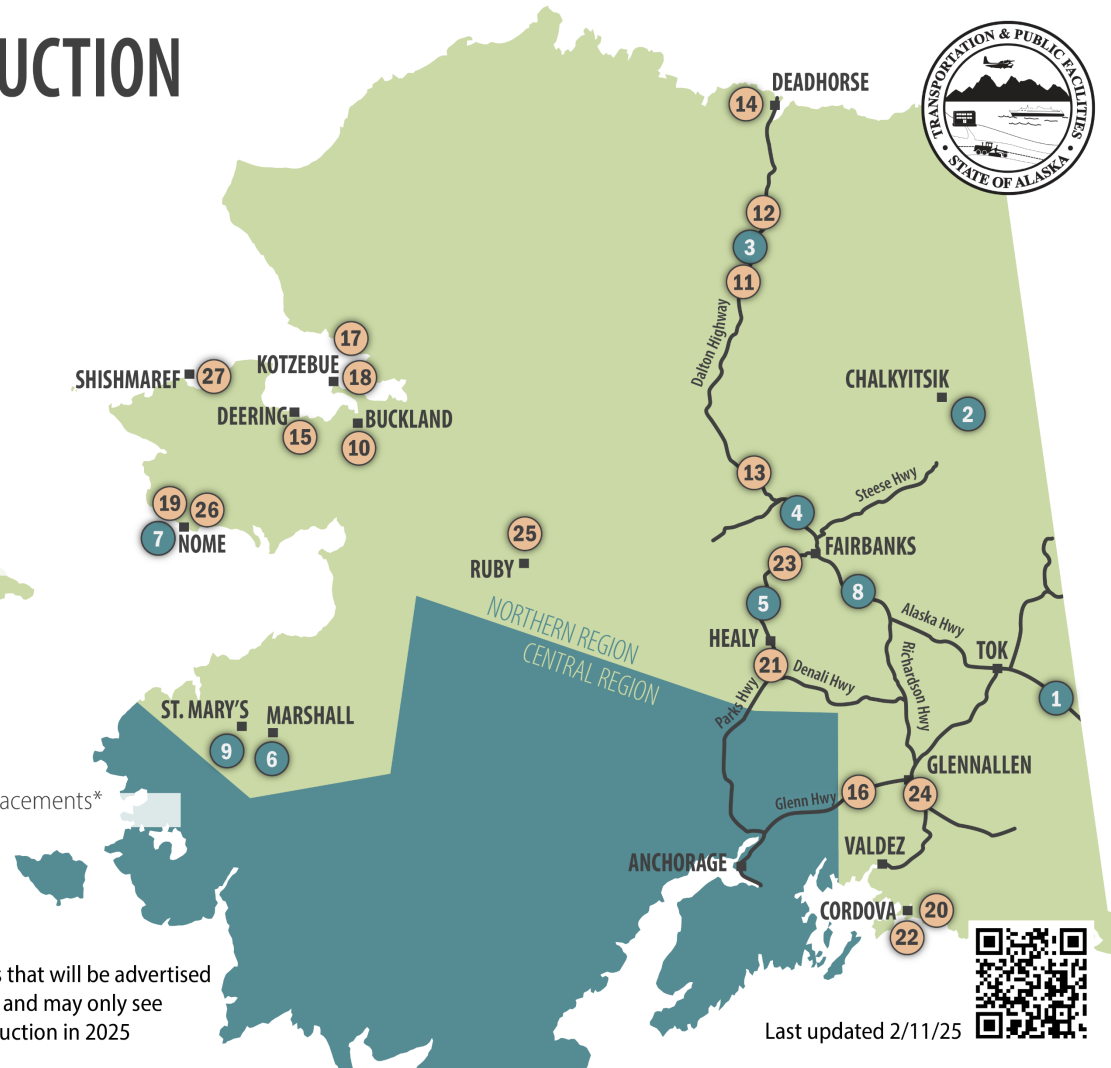 UCTION
TRANSPORTATION & PUBLIC FACILITIES
• STATE OF ALASKA •
DEADHORSE
14
12
3
11
Dalton Highway
17
KOTZEBUE
18
SHISHMAREF
27
DEERING
15
BUCKLAND
10
CHALKYITSIK
2
13
Steese Hwy
4
19
26
7
NOME
25
RUBY
FAIRBANKS
23
5
8
NORTHERN REGION
CENTRAL REGION
HEALY
21
Alaska Hwy
TOK
Denali Hwy
Richardson Hwy
Parks Hwy
1
ST. MARY'S
9
MARSHALL
6
acements*
GLENNALLEN
16
24
Glenn Hwy
VALDEZ
ANCHORAGE
CORDOVA
20
22
s that will be advertised
and may only see
uction in 2025
Last updated 2/11/25